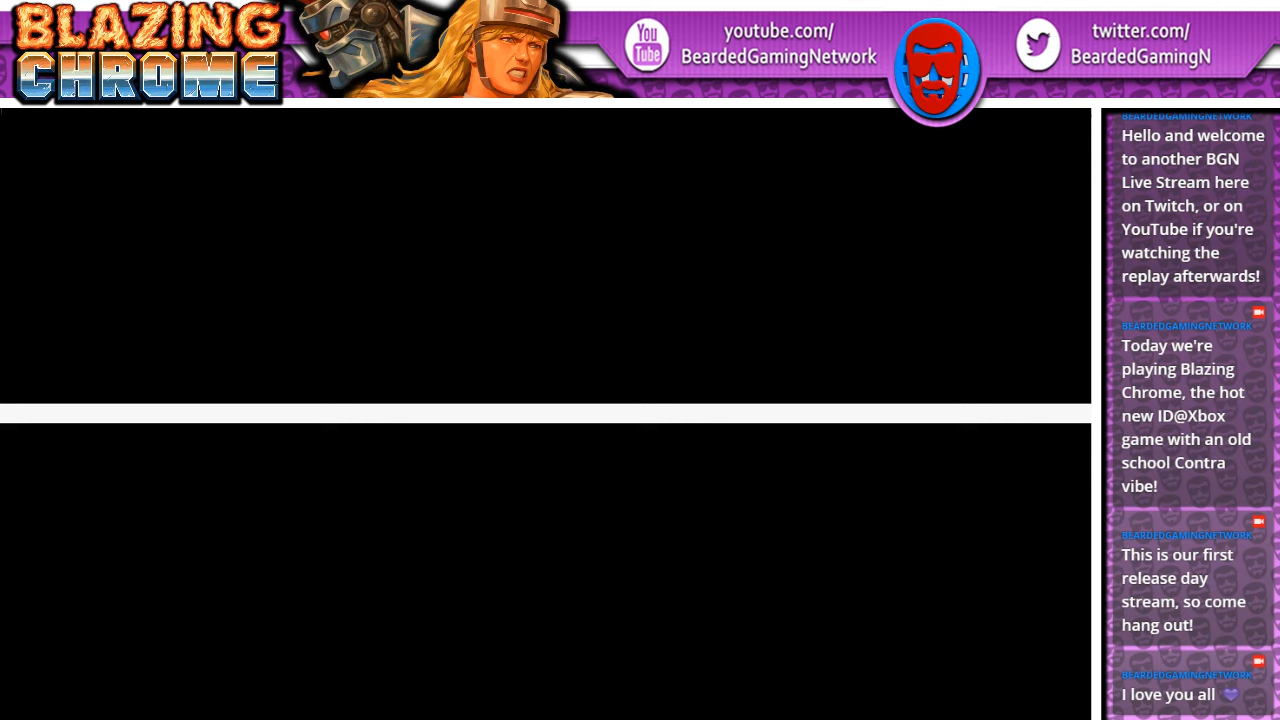 BLAZING
CHROME
You
Tube
youtube.com/
BeardedGamingNetwork
twitter.com/
BeardedGamingN
BEARDEDGAMINGNETWORK
Hello and welcome
to another BGN
Live Stream here
on Twitch, or on
YouTube if you're
watching the
replay afterwards!
BEARDEDGAMINGNETWORK
Today we're
playing Blazing
Chrome, the hot
new ID@Xbox
game with an old
school Contra
vibe!
BEARDEDGAMINGNETWORK
This is our first
release day
stream, so come
hang out!
BEARDEDGAMINGNETWORK
I love you all